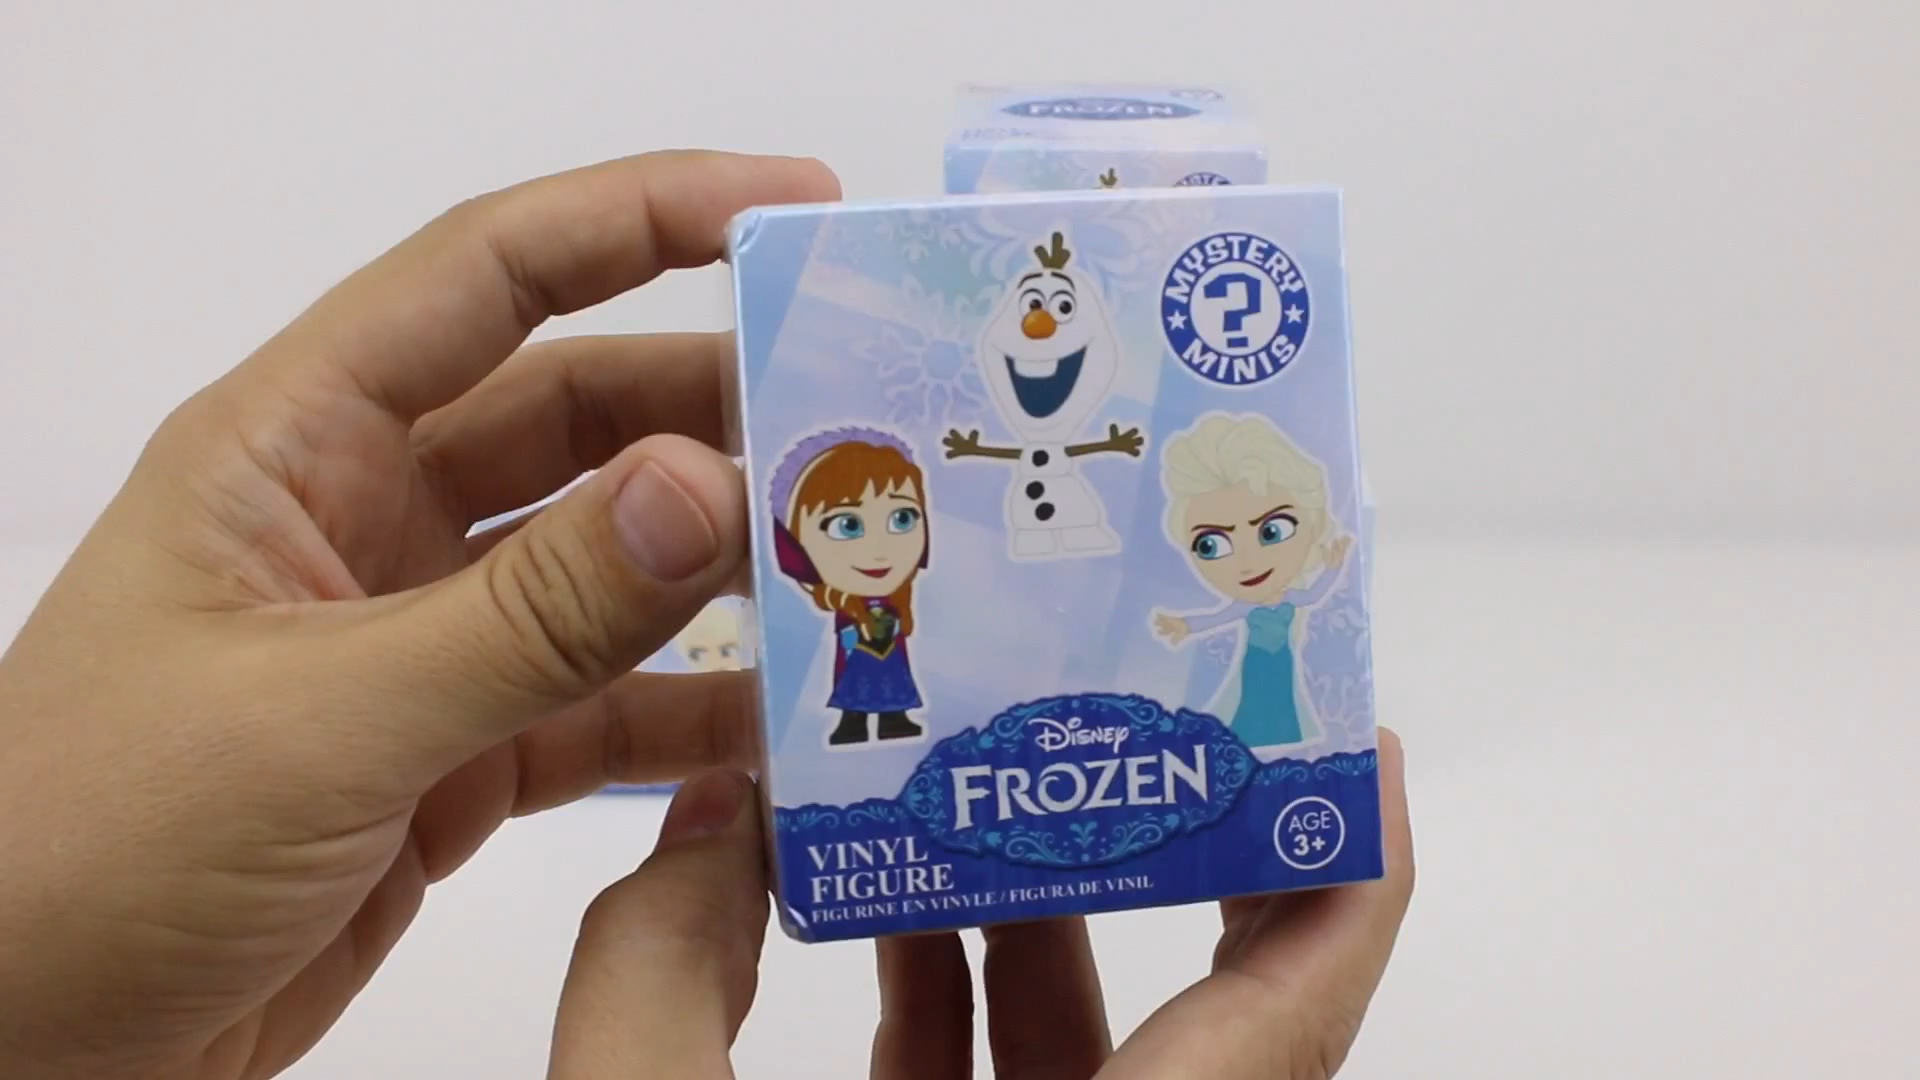 FROZEN
MYSTERY
?
MINIS
DISNEY
FROZEN
AGE
3+
VINYL
FIGURE
FIGURINE EN VINYLE / FIGURA DE VINIL